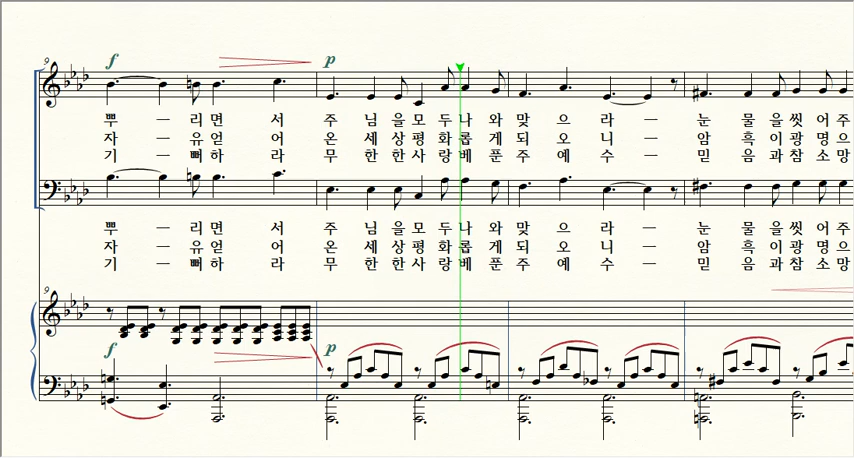 9
f p
뿌 — 리 면 서 주 님 을 모 두 나 와 맞 으 라 — 눈 물 을 씻 어 주
자 — 유 얻 어 온 세 상 평 화 롭 게 되 오 니 — 암 흑 이 광 명 으
기 — 뻐 하 라 무 한 한 사 랑 베 푼 주 예 수 — 믿 음 과 참 소 망
뿌 — 리 면 서 주 님 을 모 두 나 와 맞 으 라 — 눈 물 을 씻 어 주
자 — 유 얻 어 온 세 상 평 화 롭 게 되 오 니 — 암 흑 이 광 명 으
기 — 뻐 하 라 무 한 한 사 랑 베 푼 주 예 수 — 믿 음 과 참 소 망
9
f p